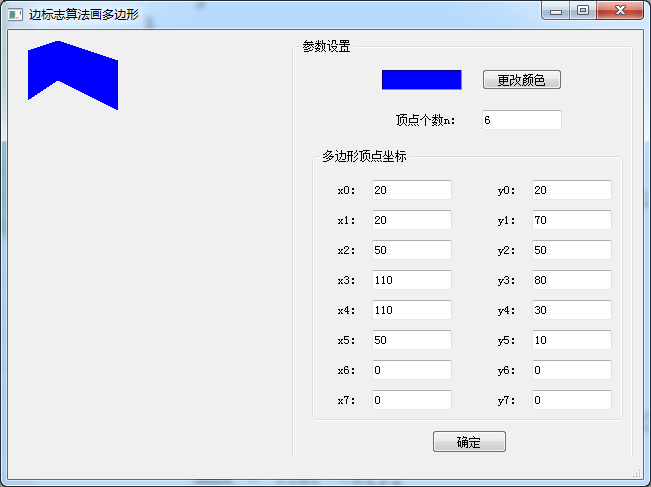 边标志算法画多边形
参数设置
更改颜色
顶点个数n: 6
多边形顶点坐标
x0: 20 y0: 20
x1: 20 y1: 70
x2: 50 y2: 50
x3: 110 y3: 80
x4: 110 y4: 30
x5: 50 y5: 10
x6: 0 y6: 0
x7: 0 y7: 0
确定